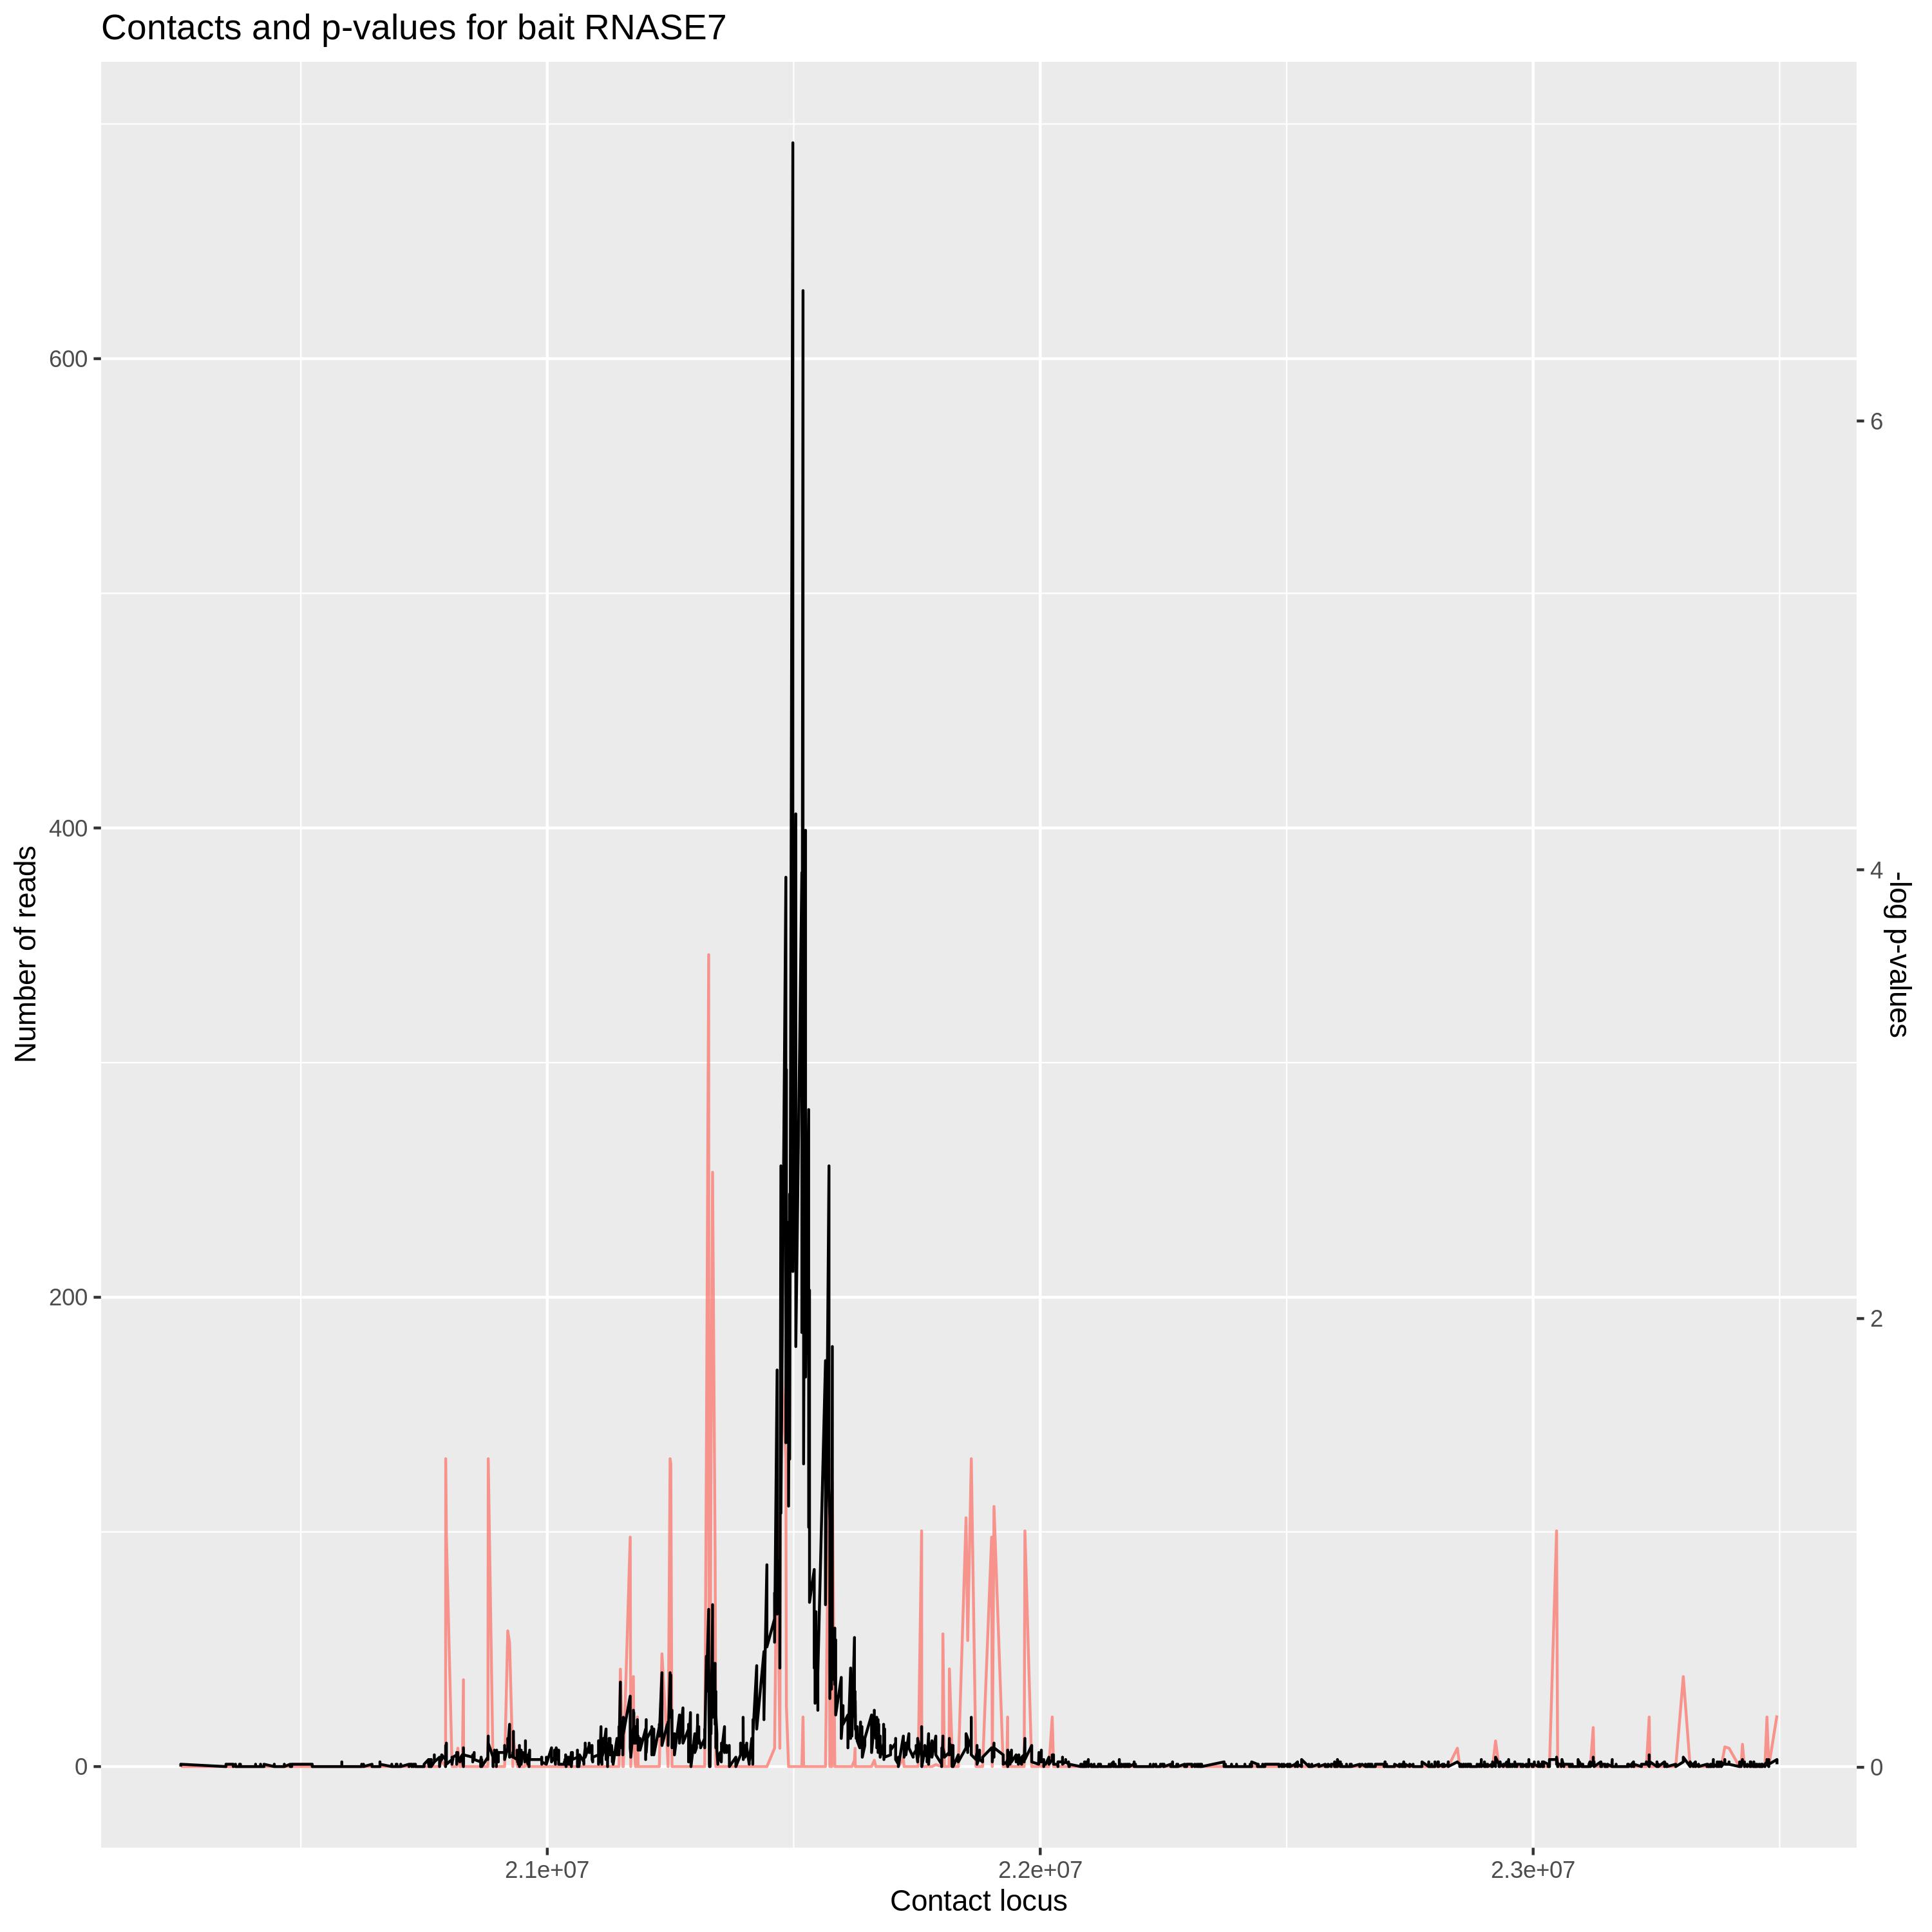 Contacts and p-values for bait RNASE7
600
400
200
0
Number of reads
6
4
2
0
-log p-values
2.1e+07
2.2e+07
2.3e+07
Contact locus